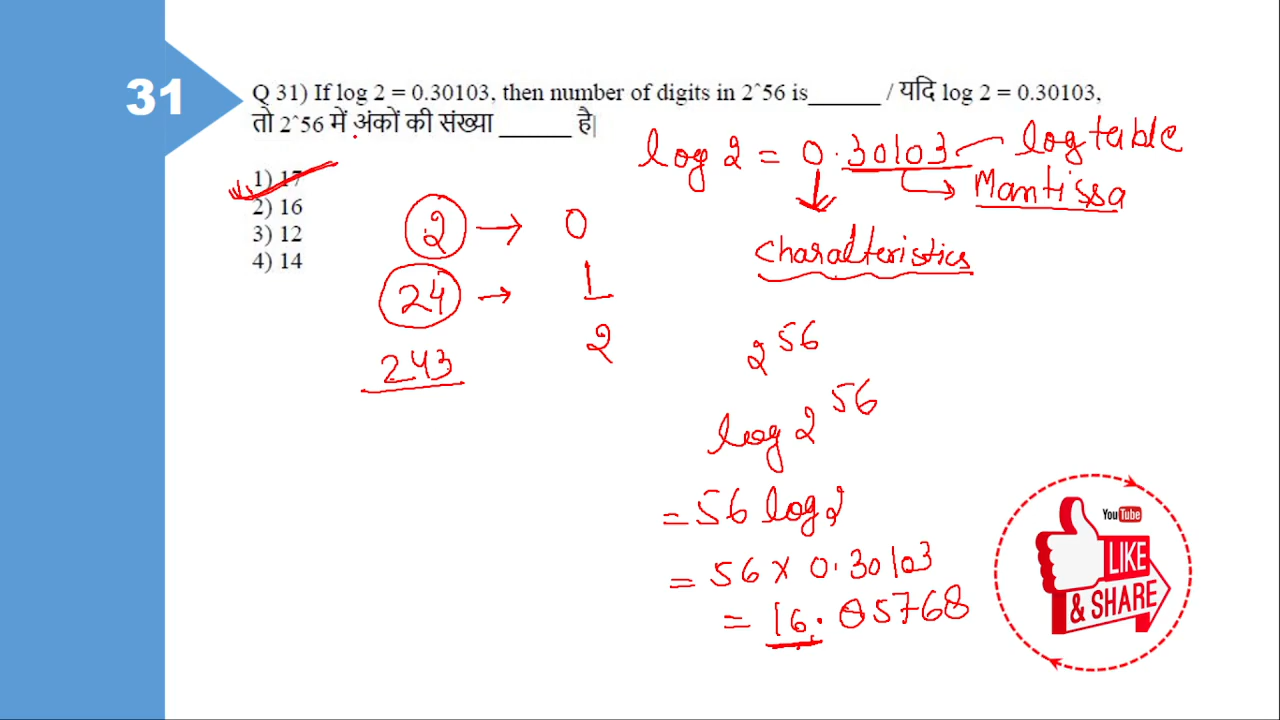 31
Q 31) If log 2 = 0.30103, then number of digits in 2^56 is______ / यदि log 2 = 0.30103,
तो 2^56 में अंकों की संख्या ______ है|
1) 17
2) 16
3) 12
4) 14
log 2 = 0.30103 log table
Mantissa
characteristics
2 → 0
24 → 1
243 2
2^56
log 2^56
= 56 log 2
= 56 x 0.30103
= 16.85768
YouTube
LIKE
& SHARE